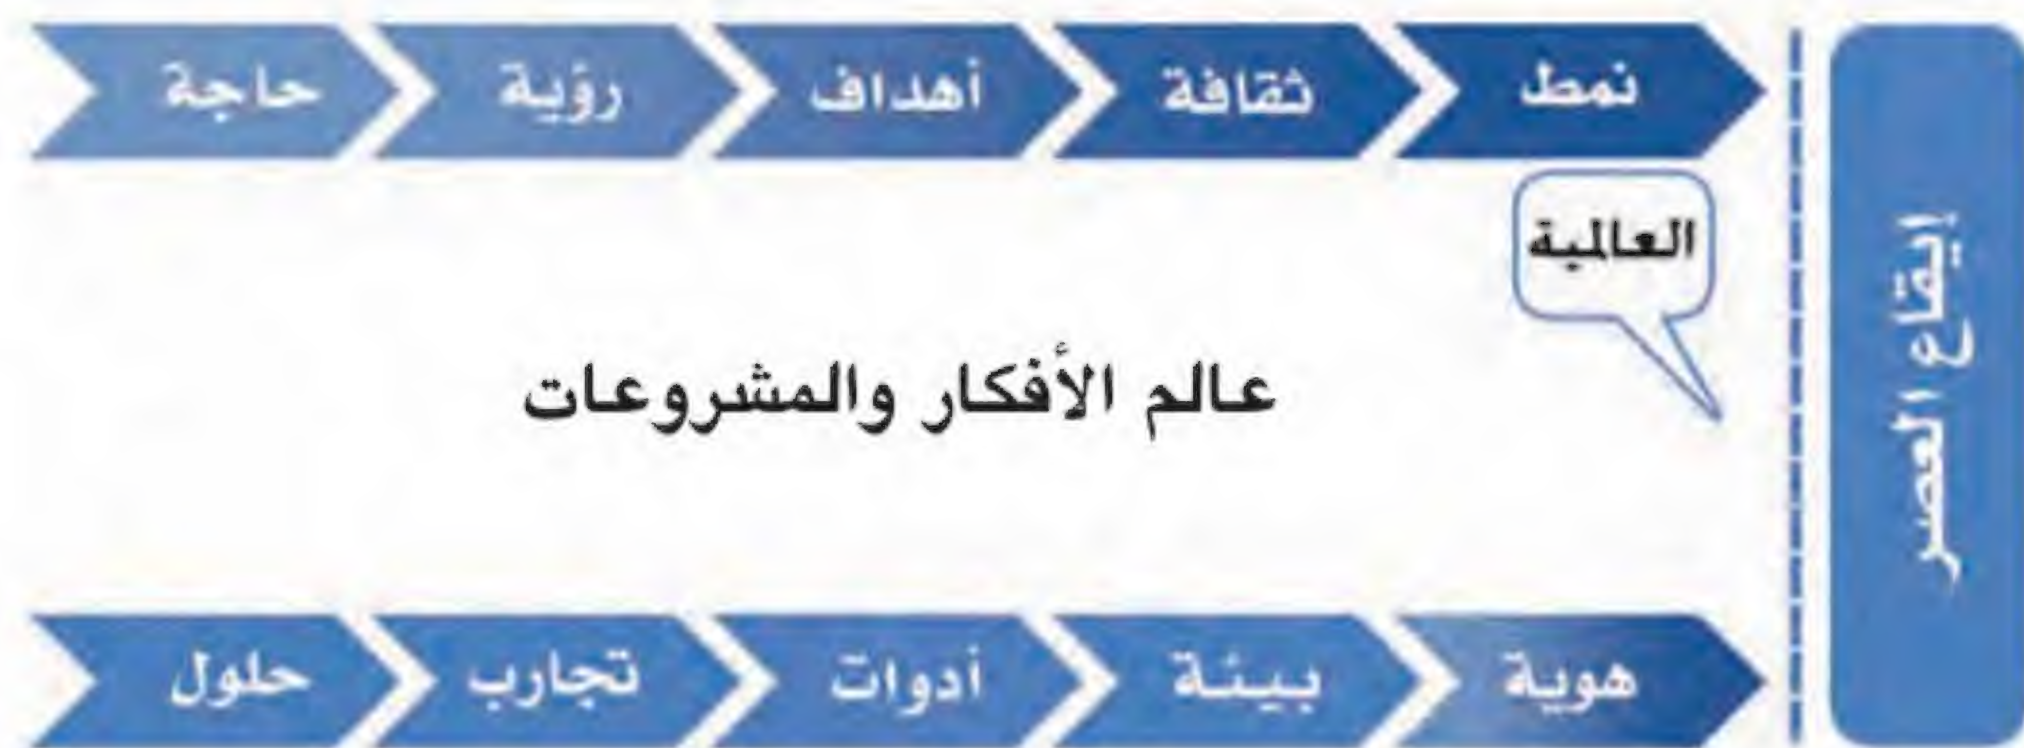 نمط ثقافة أهداف رؤية حاجة
العالمية
عالم الأفكار والمشروعات
هوية بيئة أدوات تجارب حلول
إيقاع العصر